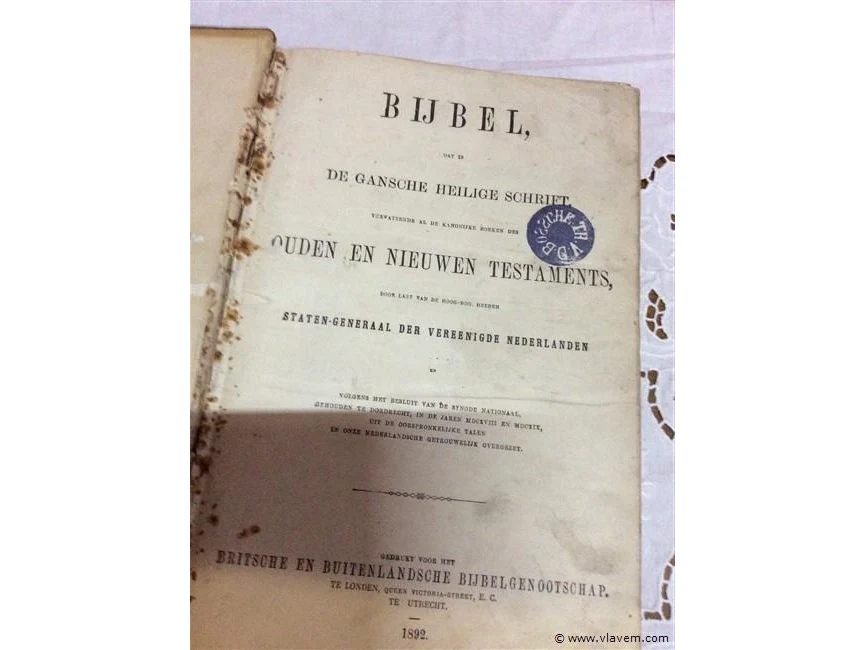 BIJBEL,
DAT IS
DE GANSCHE HEILIGE SCHRIFT,
VERVATTENDE AL DE KANONIJKE BOEKEN DES
OUDEN EN NIEUWEN TESTAMENTS,
DOOR LAST VAN DE HOOG-MOG. HEEREN
STATEN-GENERAAL DER VEREENIGDE NEDERLANDEN
EN
VOLGENS HET BESLUIT VAN DE SYNODE NATIONAAL,
GEHOUDEN TE DORDRECHT, IN DE JAREN MDCXVIII EN MDCXIX,
UIT DE OORSPRONKELIJKE TALEN
IN ONZE NEDERLANDSCHE GETROUWELIJK OVERGEZET.
GEDRUKT VOOR HET
BRITSCHE EN BUITENLANDSCHE BIJBELGENOOTSCHAP.
TE LONDEN, QUEEN VICTORIA-STREET, E. C.
TE UTRECHT.
1892.
© www.vlavem.com